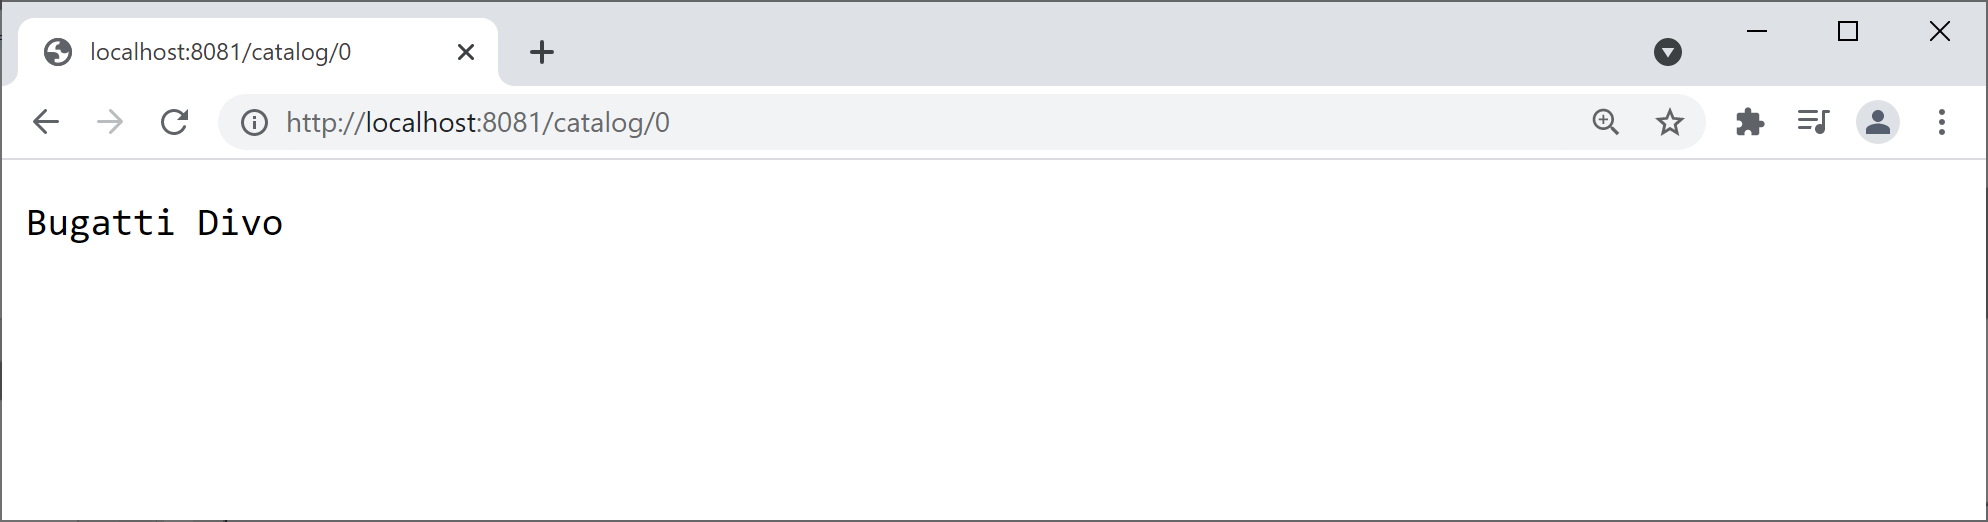 localhost:8081/catalog/0
http://localhost:8081/catalog/0
Bugatti Divo